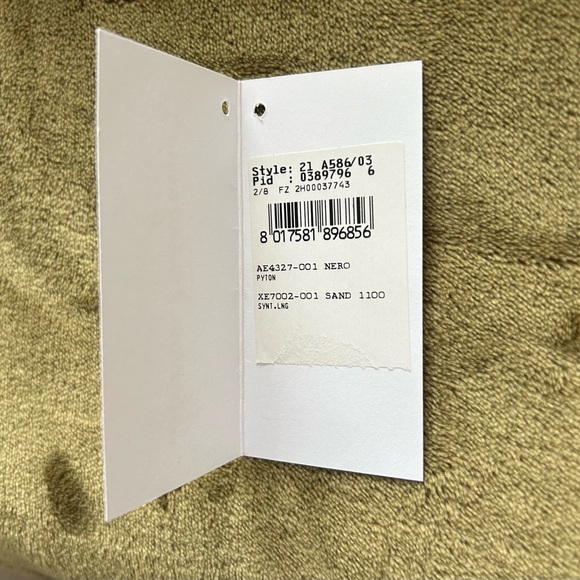 Style: 21 A586/03
Pid : 0389796 6
2/8 FZ 2H00037743
8 017581 896856
AE4327-001 NERO
PYTON
XE7002-001 SAND 1100
SYNT.LNG